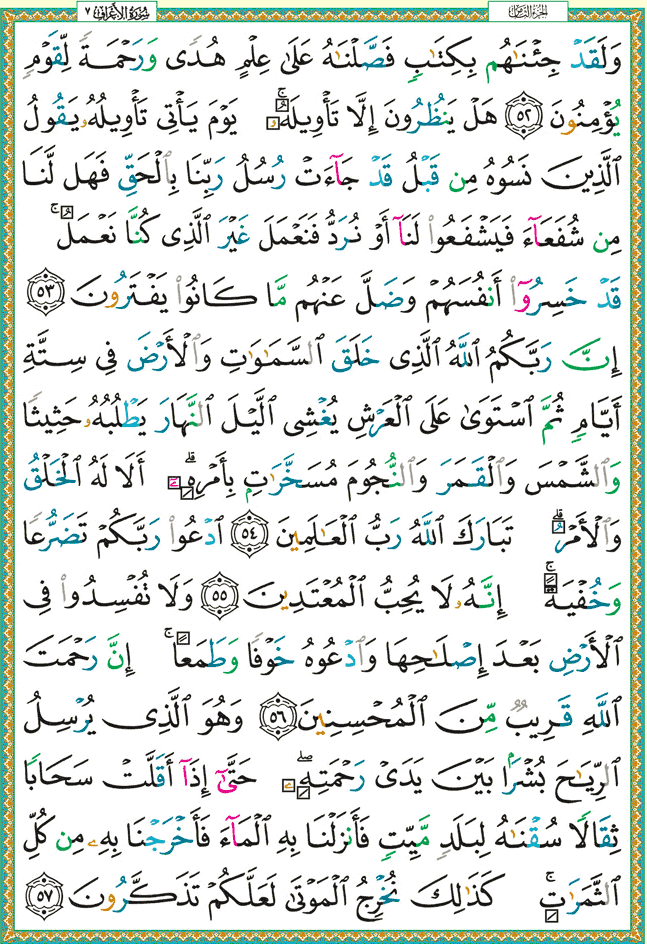 سُورَةُ الأَعْرَافِ ٧ الجزء الثامن
وَلَقَدْ جِئْنَٰهُم بِكِتَٰبٍ فَصَّلْنَٰهُ عَلَىٰ عِلْمٍ هُدًى وَرَحْمَةً لِّقَوْمٍ
يُؤْمِنُونَ ٥٢ هَلْ يَنظُرُونَ إِلَّا تَأْوِيلَهُۥ ۚ يَوْمَ يَأْتِى تَأْوِيلُهُۥ يَقُولُ
ٱلَّذِينَ نَسُوهُ مِن قَبْلُ قَدْ جَآءَتْ رُسُلُ رَبِّنَا بِٱلْحَقِّ فَهَل لَّنَا
مِن شُفَعَآءَ فَيَشْفَعُوا۟ لَنَآ أَوْ نُرَدُّ فَنَعْمَلَ غَيْرَ ٱلَّذِى كُنَّا نَعْمَلُ ۚ
قَدْ خَسِرُوٓا۟ أَنفُسَهُمْ وَضَلَّ عَنْهُم مَّا كَانُوا۟ يَفْتَرُونَ ٥٣
إِنَّ رَبَّكُمُ ٱللَّهُ ٱلَّذِى خَلَقَ ٱلسَّمَٰوَٰتِ وَٱلْأَرْضَ فِى سِتَّةِ
أَيَّامٍ ثُمَّ ٱسْتَوَىٰ عَلَى ٱلْعَرْشِ يُغْشِى ٱلَّيْلَ ٱلنَّهَارَ يَطْلُبُهُۥ حَثِيثًا
وَٱلشَّمْسَ وَٱلْقَمَرَ وَٱلنُّجُومَ مُسَخَّرَٰتٍۭ بِأَمْرِهِۦٓ ۗ أَلَا لَهُ ٱلْخَلْقُ
وَٱلْأَمْرُ ۗ تَبَارَكَ ٱللَّهُ رَبُّ ٱلْعَٰلَمِينَ ٥٤ ٱدْعُوا۟ رَبَّكُمْ تَضَرُّعًا
وَخُفْيَةً ۚ إِنَّهُۥ لَا يُحِبُّ ٱلْمُعْتَدِينَ ٥٥ وَلَا تُفْسِدُوا۟ فِى
ٱلْأَرْضِ بَعْدَ إِصْلَٰحِهَا وَٱدْعُوهُ خَوْفًا وَطَمَعًا ۚ إِنَّ رَحْمَتَ
ٱللَّهِ قَرِيبٌ مِّنَ ٱلْمُحْسِنِينَ ٥٦ وَهُوَ ٱلَّذِى يُرْسِلُ
ٱلرِّيَٰحَ بُشْرًۢا بَيْنَ يَدَىْ رَحْمَتِهِۦ ۖ حَتَّىٰٓ إِذَآ أَقَلَّتْ سَحَابًا
ثِقَالًا سُقْنَٰهُ لِبَلَدٍ مَّيِّتٍ فَأَنزَلْنَا بِهِ ٱلْمَآءَ فَأَخْرَجْنَا بِهِۦ مِن كُلِّ
ٱلثَّمَرَٰتِ ۚ كَذَٰلِكَ نُخْرِجُ ٱلْمَوْتَىٰ لَعَلَّكُمْ تَذَكَّرُونَ ٥٧